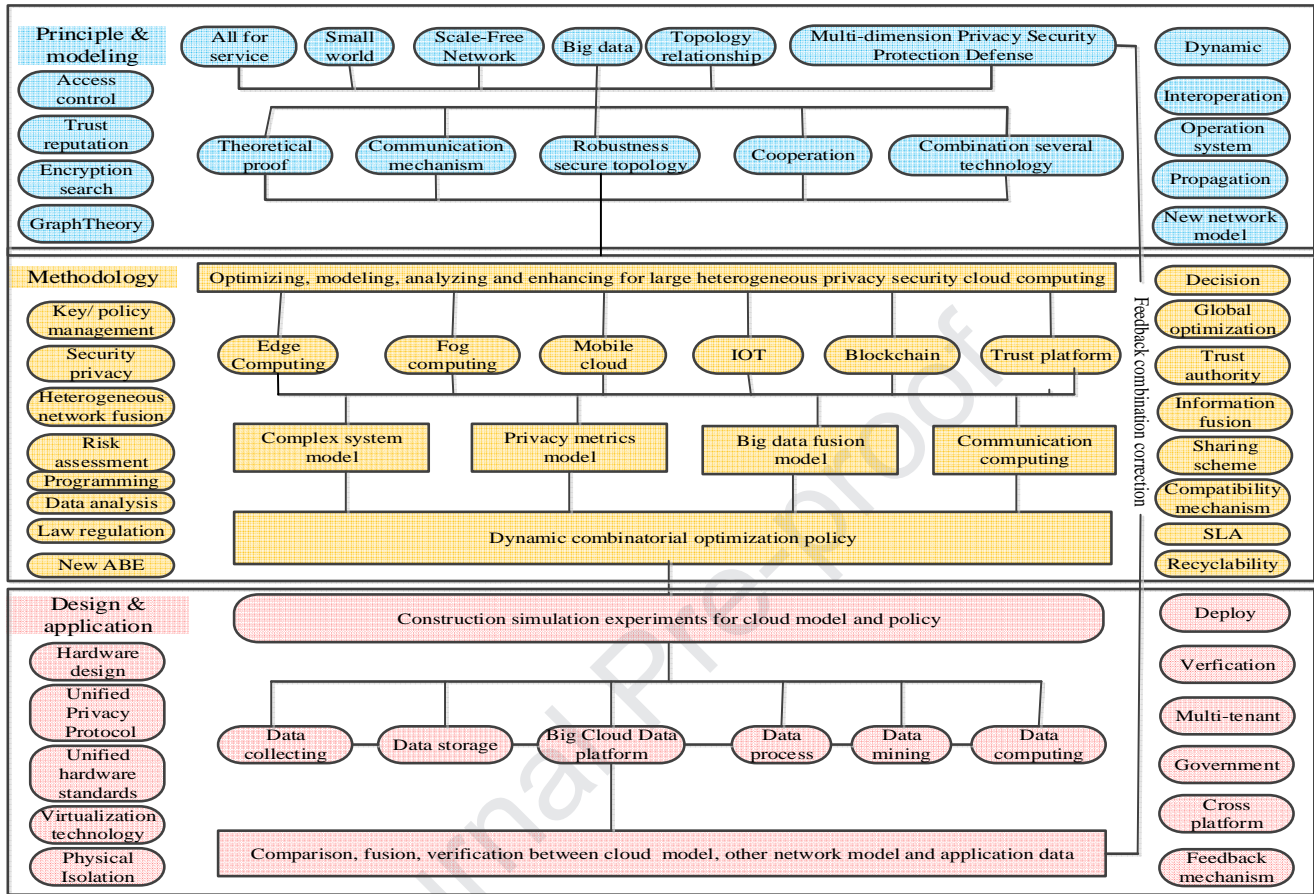 Principle &
modeling
All for
service
Small
world
Scale-Free
Network
Big data
Topology
relationship
Multi-dimension Privacy Security
Protection Defense
Dynamic
Access
control
Interoperation
Trust
reputation
Theoretical
proof
Communication
mechanism
Robustness
secure topology
Cooperation
Combination several
technology
Operation
system
Encryption
search
Propagation
GraphTheory
New network
model
Methodology
Optimizing, modeling, analyzing and enhancing for large heterogeneous privacy security cloud computing
Decision
Key/ policy
management
Global
optimization
Security
privacy
Edge
Computing
Fog
computing
Mobile
cloud
IOT
Blockchain
Trust platform
Trust
authority
Heterogeneous
network fusion
Information
fusion
Risk
assessment
Complex system
model
Privacy metrics
model
Big data fusion
model
Communication
computing
Sharing
scheme
Programming
Data analysis
Compatibility
mechanism
Law regulation
Dynamic combinatorial optimization policy
SLA
New ABE
Recyclability
Feedback combination correction
Design &
application
Construction simulation experiments for cloud model and policy
Deploy
Hardware
design
Verfication
Unified
Privacy
Protocol
Multi-tenant
Data
collecting
Data storage
Big Cloud Data
platform
Data
process
Data
mining
Data
computing
Unified
hardware
standards
Government
Virtualization
technology
Cross
platform
Physical
Isolation
Comparison, fusion, verification between cloud model, other network model and application data
Feedback
mechanism
rnal Pre-proof